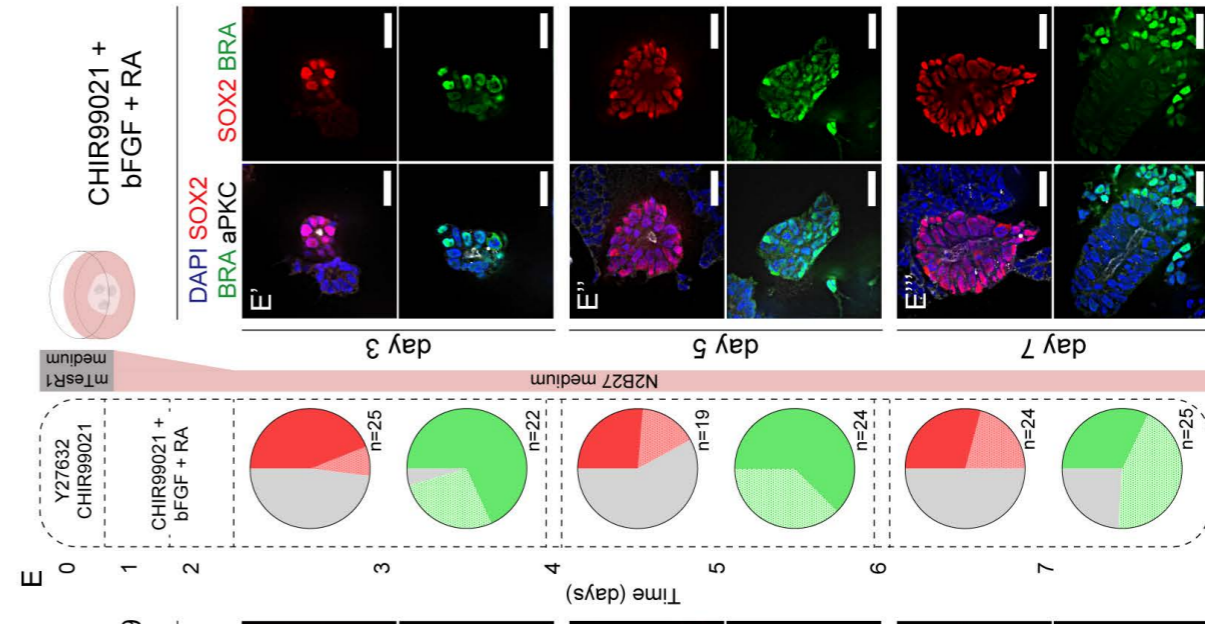 E
0
1
2
3
4
5
6
7
Time (days)
Y27632
CHIR99021
CHIR99021 +
bFGF + RA
n=25
n=22
n=19
n=24
n=24
n=25
mTesR1
medium
N2B27 medium
day 3
day 5
day 7
CHIR99021 +
bFGF + RA
DAPI SOX2
BRA aPKC
SOX2 BRA
E'
E''
E'''